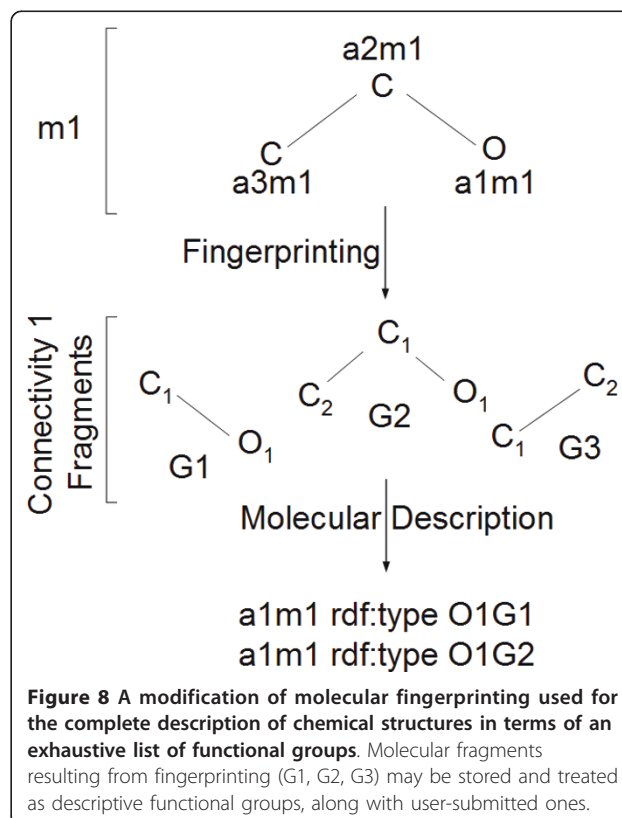 a2m1
C
m1
C
O
a3m1
a1m1
Fingerprinting
Connectivity 1
Fragments
C₁
C₁
C₂
C₂
O₁
O₁
C₁
G1
G2
G3
Molecular Description
a1m1 rdf:type O1G1
a1m1 rdf:type O1G2
Figure 8 A modification of molecular fingerprinting used for
the complete description of chemical structures in terms of an
exhaustive list of functional groups. Molecular fragments
resulting from fingerprinting (G1, G2, G3) may be stored and treated
as descriptive functional groups, along with user-submitted ones.